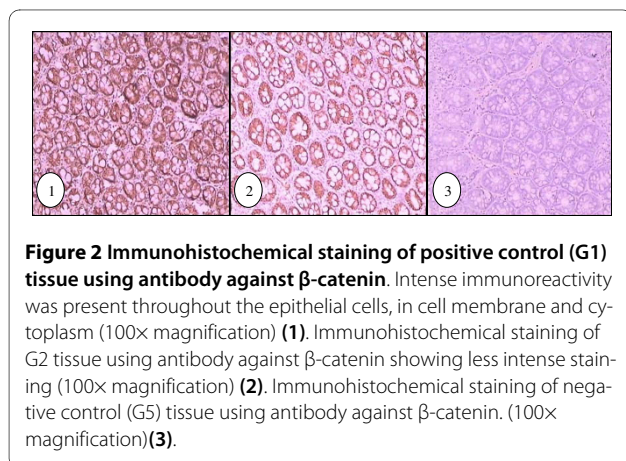 1 2 3
Figure 2 Immunohistochemical staining of positive control (G1)
tissue using antibody against β-catenin. Intense immunoreactivity
was present throughout the epithelial cells, in cell membrane and cy-
toplasm (100× magnification) (1). Immunohistochemical staining of
G2 tissue using antibody against β-catenin showing less intense stain-
ing (100× magnification) (2). Immunohistochemical staining of nega-
tive control (G5) tissue using antibody against β-catenin. (100×
magnification)(3).